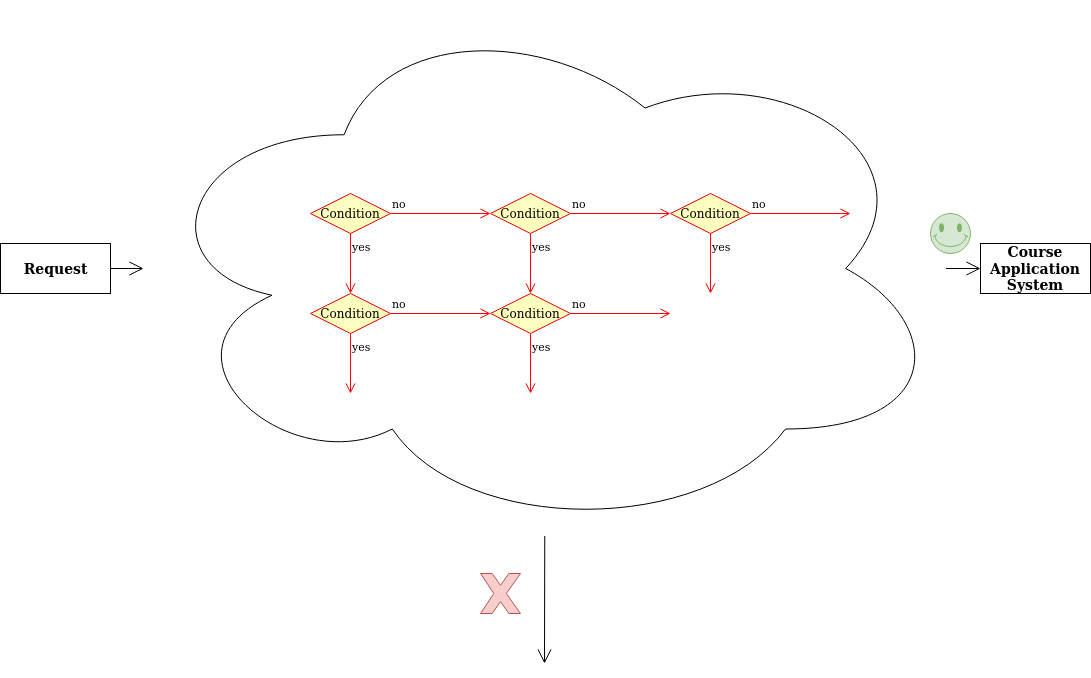 Condition
no
Condition
no
Condition
no
yes
yes
yes
Request
Course
Application
System
Condition
no
Condition
no
yes
yes